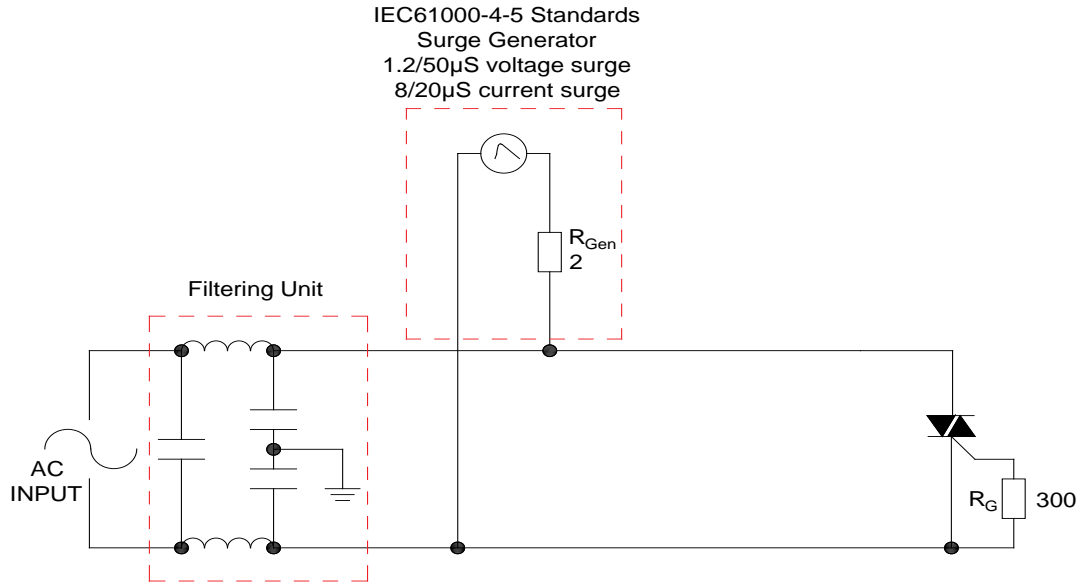 IEC61000-4-5 Standards
Surge Generator
1.2/50µS voltage surge
8/20µS current surge
RGen
2
Filtering Unit
AC
INPUT
RG
300